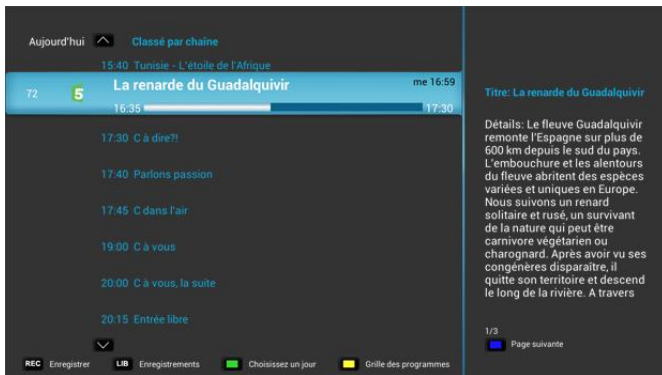 Aujourd'hui
Classé par chaîne
15:40 Tunisie - L'étoile de l'Afrique
72
5
La renarde du Guadalquivir
me 16:59
16:35
17:30
17:30 C à dire?!
17:40 Parlons passion
17:45 C dans l'air
19:00 C à vous
20:00 C à vous, la suite
20:15 Entrée libre
REC Enregistrer
LIB Enregistrements
Choisissez un jour
Grille des programmes
Titre: La renarde du Guadalquivir
Détails: Le fleuve Guadalquivir
remonte l'Espagne sur plus de
600 km depuis le sud du pays.
L'embouchure et les alentours
du fleuve abritent des espèces
variées et uniques en Europe.
Nous suivons un renard
solitaire et rusé, un survivant
de la nature qui peut être
carnivore végétarien ou
charognard. Après avoir vu ses
congénères disparaître, il
quitte son territoire et descend
le long de la rivière. A travers
1/3
Page suivante